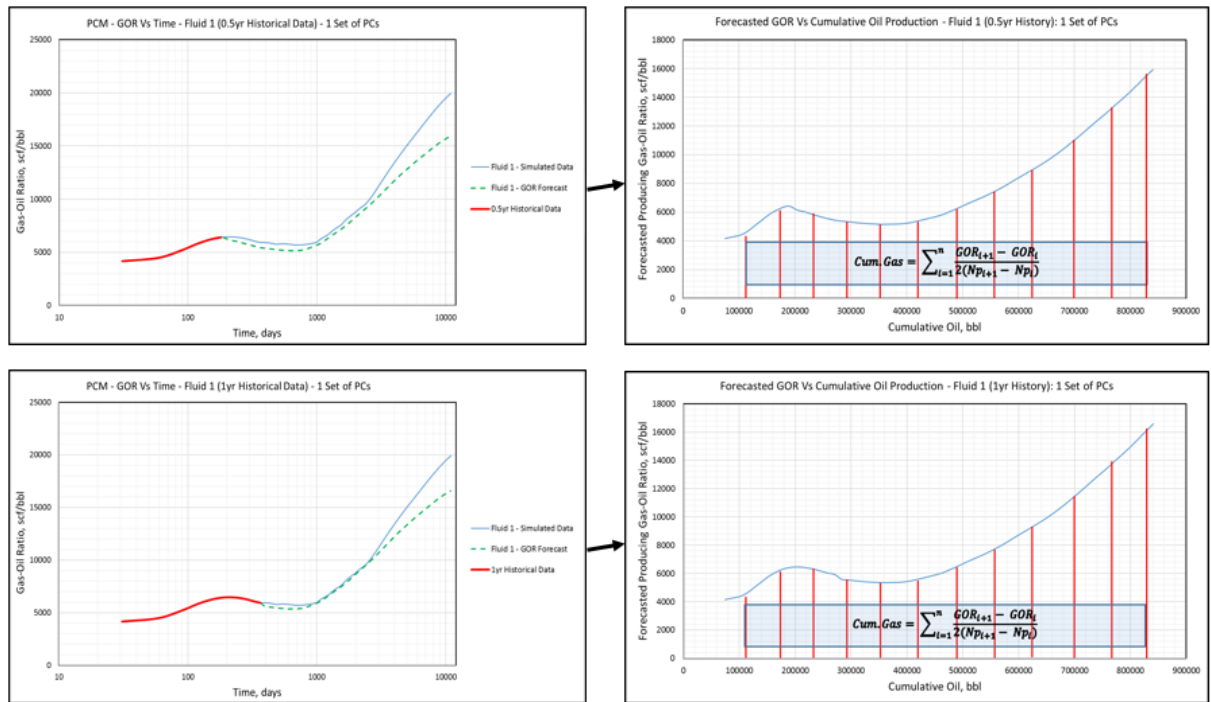 PCM - GOR Vs Time - Fluid 1 (0.5yr Historical Data) - 1 Set of PCs
25000
20000
15000
10000
5000
0
Gas-Oil Ratio, scf/bbl
10 100 1000 10000
Time, days
Fluid 1 - Simulated Data
Fluid 1 - GOR Forecast
0.5yr Historical Data
Forecasted GOR Vs Cumulative Oil Production - Fluid 1 (0.5yr History): 1 Set of PCs
18000
16000
14000
12000
10000
8000
6000
4000
2000
0
Forecasted Producing Gas-Oil Ratio, scf/bbl
Cum. Gas = ∑ⁿᵢ₌₁ (GORᵢ₊₁ − GORᵢ) / 2(Npᵢ₊₁ − Npᵢ)
0 100000 200000 300000 400000 500000 600000 700000 800000 900000
Cumulative Oil, bbl
PCM - GOR Vs Time - Fluid 1 (1yr Historical Data) - 1 Set of PCs
25000
20000
15000
10000
5000
0
Gas-Oil Ratio, scf/bbl
10 100 1000 10000
Time, days
Fluid 1 - Simulated Data
Fluid 1 - GOR Forecast
1yr Historical Data
Forecasted GOR Vs Cumulative Oil Production - Fluid 1 (1yr History): 1 Set of PCs
18000
16000
14000
12000
10000
8000
6000
4000
2000
0
Forecasted Producing Gas-Oil Ratio, scf/bbl
Cum. Gas = ∑ⁿᵢ₌₁ (GORᵢ₊₁ − GORᵢ) / 2(Npᵢ₊₁ − Npᵢ)
0 100000 200000 300000 400000 500000 600000 700000 800000 900000
Cumulative Oil, bbl